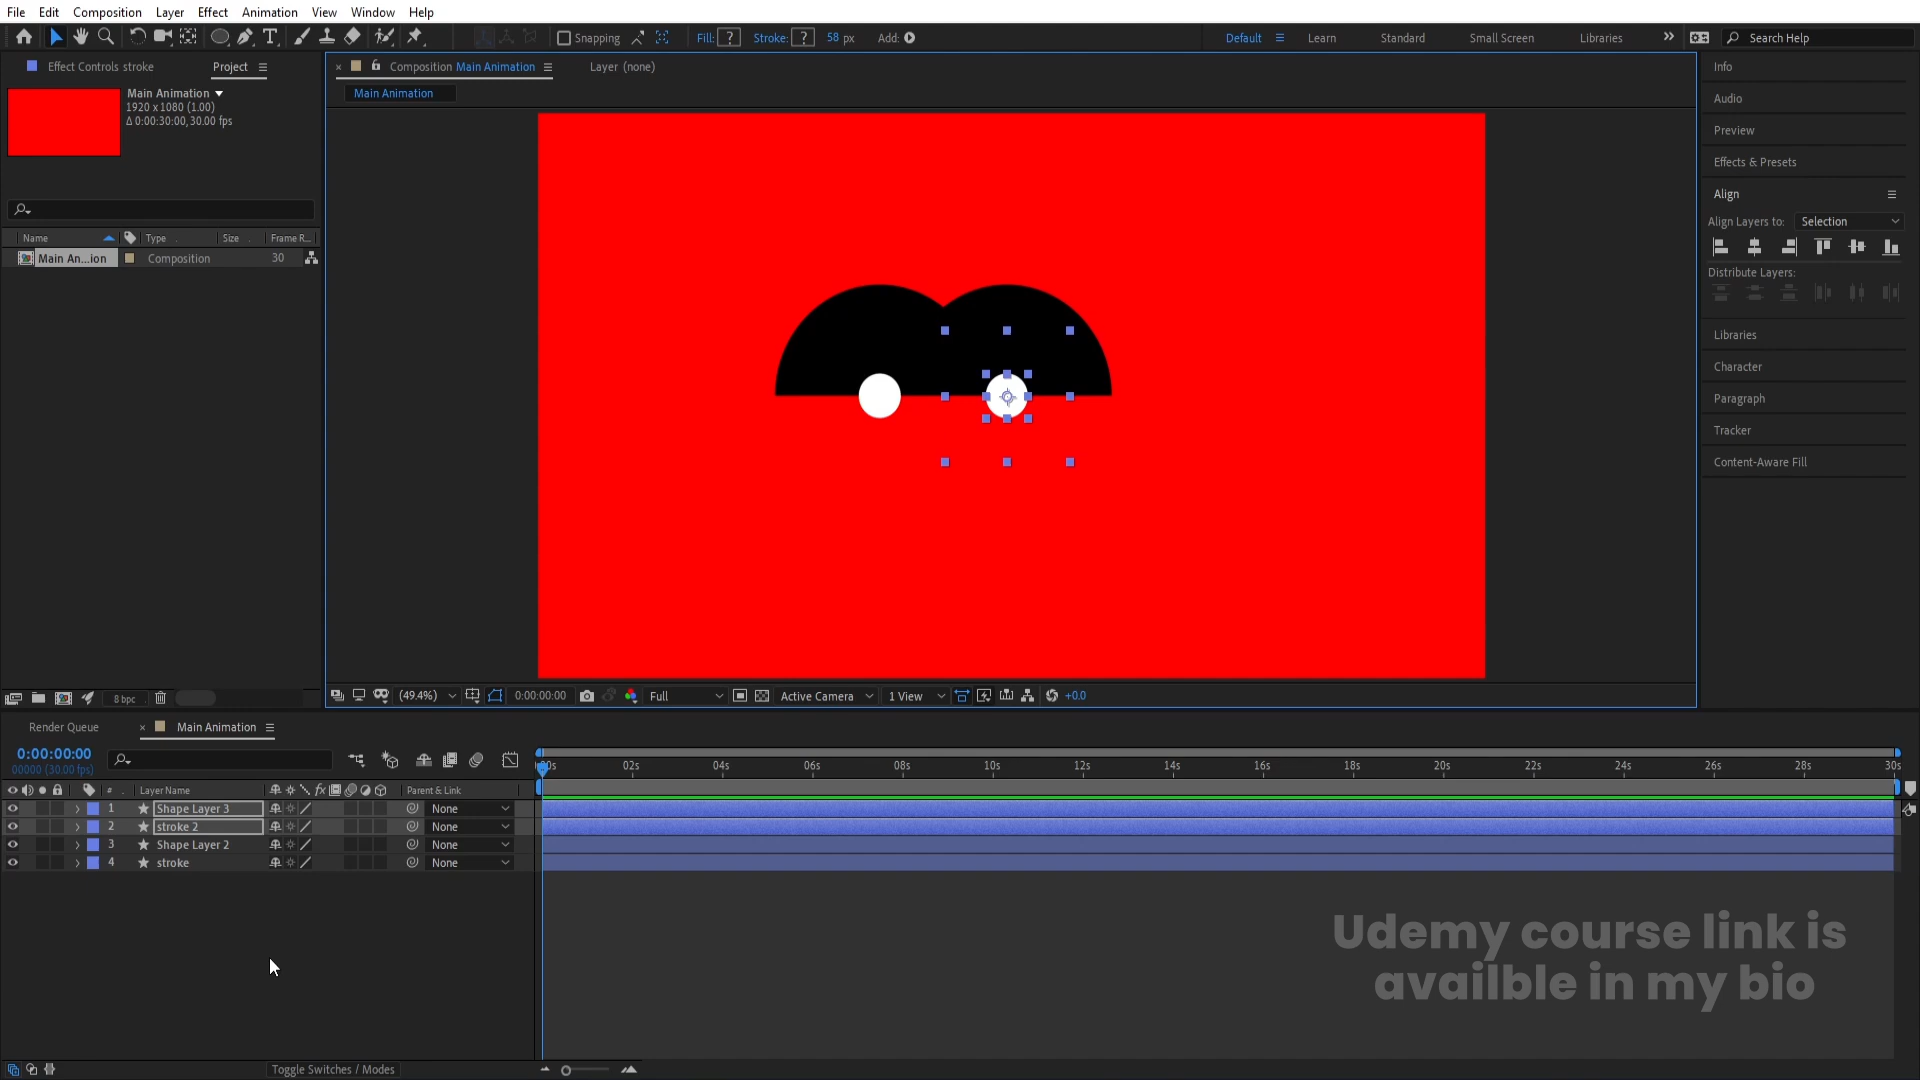 File Edit Composition Layer Effect Animation View Window Help
Snapping Fill: ? Stroke: ? 58 px Add: Default Learn Standard Small Screen Libraries Search Help
Effect Controls stroke Project Composition Main Animation Layer (none) Info
Main Animation Main Animation
1920 x 1080 (1.00)
Δ 0:00:30:00, 30.00 fps
Audio
Preview
Effects & Presets
Align
Align Layers to: Selection
Distribute Layers:
Name Type Size Frame R...
Main An...ion Composition 30
Libraries
Character
Paragraph
Tracker
Content-Aware Fill
8 bpc (49.4%) 0:00:00:00 Full Active Camera 1 View +0.0
Render Queue Main Animation
0:00:00:00
00000 (30.00 fps)
02s 04s 06s 08s 10s 12s 14s 16s 18s 20s 22s 24s 26s 28s 30s
# Layer Name fx Parent & Link
1 Shape Layer 3 None
2 stroke 2 None
3 Shape Layer 2 None
4 stroke None
Udemy course link is
availble in my bio
Toggle Switches / Modes